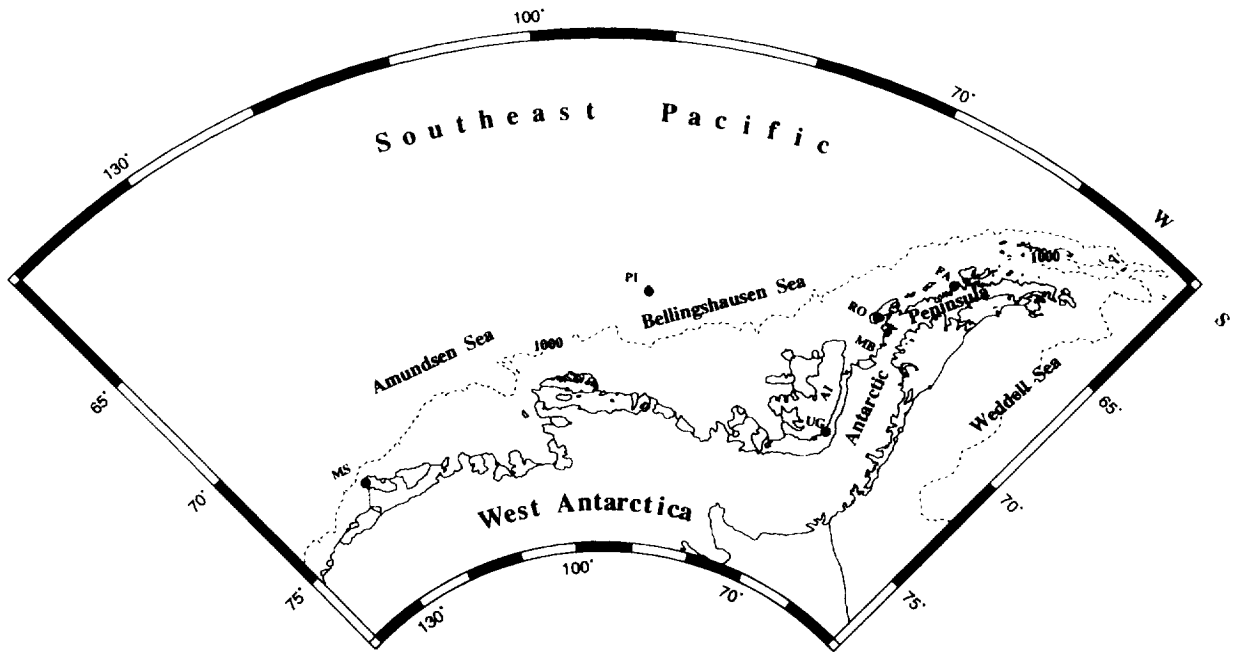 100°
70°
Southeast Pacific
130°
W
1000
PI
FA
Bellingshausen Sea
Peninsula
RO
S
1000
MB
Amundsen Sea
AI
Antarctic
Weddell Sea
65°
65°
UG
MS
70°
West Antarctica
70°
100°
75°
130°
70°
75°